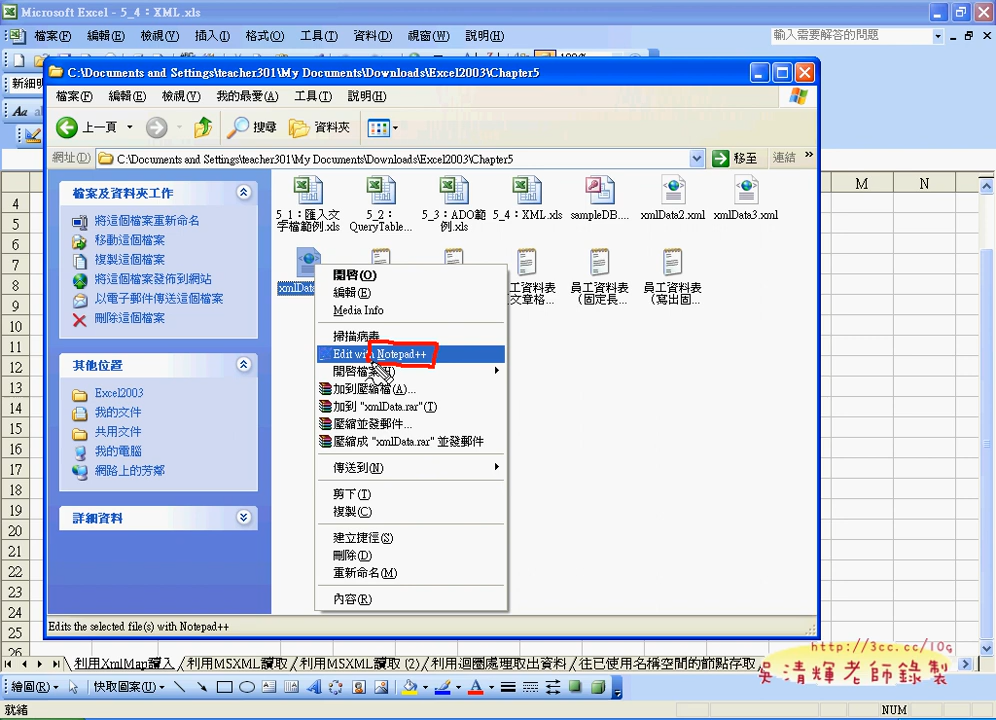 Microsoft Excel - 5_4：XML.xls
檔案(F) 編輯(E) 檢視(V) 插入(I) 格式(O) 工具(T) 資料(D) 視窗(W) 說明(H)
輸入需要解答的問題
新細明
Aa
C:\Documents and Settings\teacher301\My Documents\Downloads\Excel2003\Chapter5
檔案(F) 編輯(E) 檢視(V) 我的最愛(A) 工具(T) 說明(H)
上一頁 搜尋 資料夾
網址(D) C:\Documents and Settings\teacher301\My Documents\Downloads\Excel2003\Chapter5 移至 連結 »
檔案及資料夾工作
將這個檔案重新命名
移動這個檔案
複製這個檔案
將這個檔案發佈到網站
以電子郵件傳送這個檔案
刪除這個檔案
其他位置
Excel2003
我的文件
共用文件
我的電腦
網路上的芳鄰
詳細資料
5_1：匯入文字檔範例.xls
5_2：QueryTable...
5_3：ADO範例.xls
5_4：XML.xls
sampleDB....
xmlData2.xml
xmlData3.xml
xmlData
工資料表
文章格...
員工資料表
（固定長...
員工資料表
（寫出固...
開啓(O)
編輯(E)
Media Info
掃描病毒
Edit with Notepad++
開啓檔案(H)
加到壓縮檔(A)...
加到 "xmlData.rar"(T)
壓縮並發郵件...
壓縮成 "xmlData.rar" 並發郵件
傳送到(N)
剪下(T)
複製(C)
建立捷徑(S)
刪除(D)
重新命名(M)
內容(R)
Edits the selected file(s) with Notepad++
M N
4
5
6
7
8
9
10
11
12
13
14
15
16
17
18
19
20
21
22
23
24
25
26
利用XmlMap讀入 / 利用MSXML讀取 / 利用MSXML讀取 (2) / 利用迴圈處理取出資料 / 往已使用名稱空間的節點存取
http://3cc.cc/10g
吳清輝老師錄製
繪圖(R) 快取圖案(U)
就緒
NUM